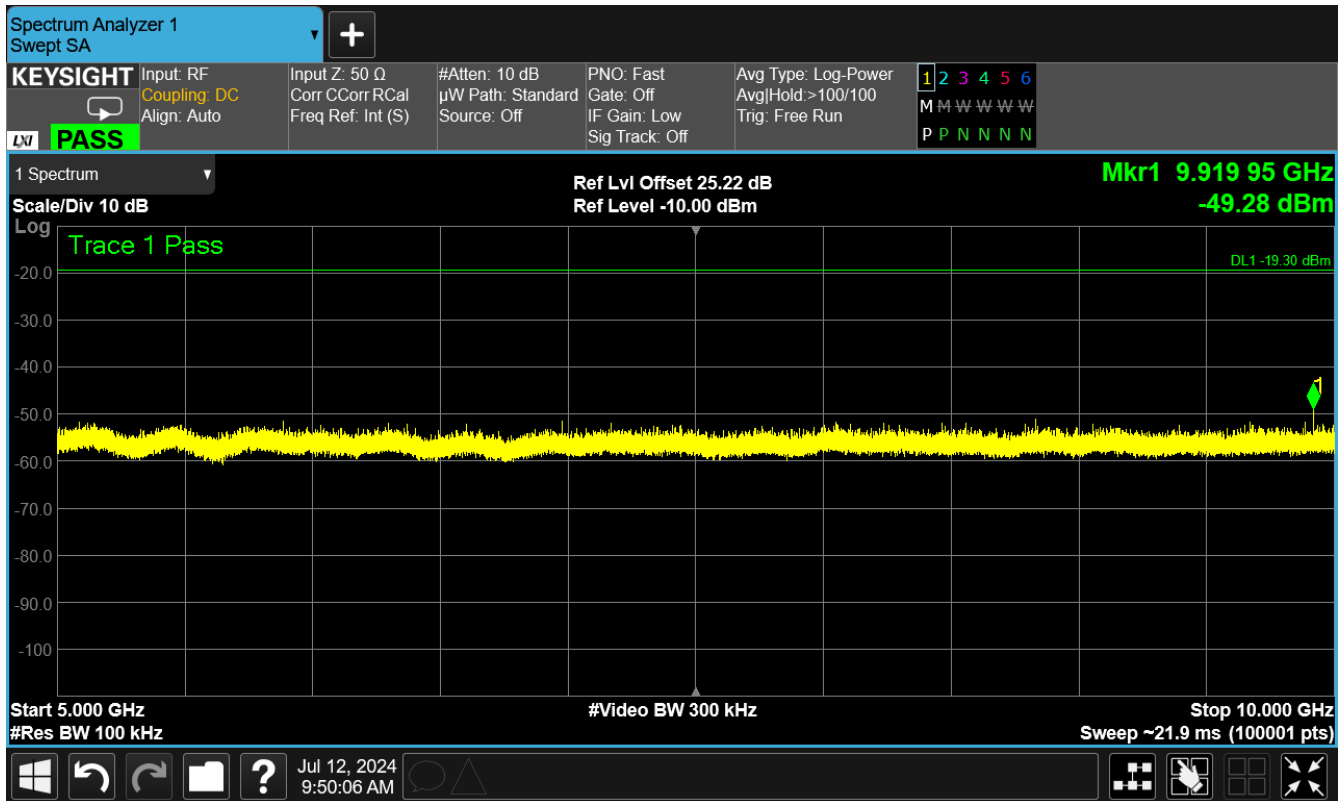 Spectrum Analyzer 1
Swept SA
KEYSIGHT
LXI PASS
Input: RF
Coupling: DC
Align: Auto
Input Z: 50 Ω
Corr CCorr RCal
Freq Ref: Int (S)
#Atten: 10 dB
µW Path: Standard
Source: Off
PNO: Fast
Gate: Off
IF Gain: Low
Sig Track: Off
Avg Type: Log-Power
Avg|Hold:>100/100
Trig: Free Run
1 2 3 4 5 6
M M W W W W
P P N N N N
1 Spectrum
Scale/Div 10 dB
Ref Lvl Offset 25.22 dB
Ref Level -10.00 dBm
Mkr1 9.919 95 GHz
-49.28 dBm
Log
Trace 1 Pass
DL1 -19.30 dBm
-20.0
-30.0
-40.0
1
-50.0
-60.0
-70.0
-80.0
-90.0
-100
Start 5.000 GHz
#Res BW 100 kHz
#Video BW 300 kHz
Stop 10.000 GHz
Sweep ~21.9 ms (100001 pts)
?
Jul 12, 2024
9:50:06 AM